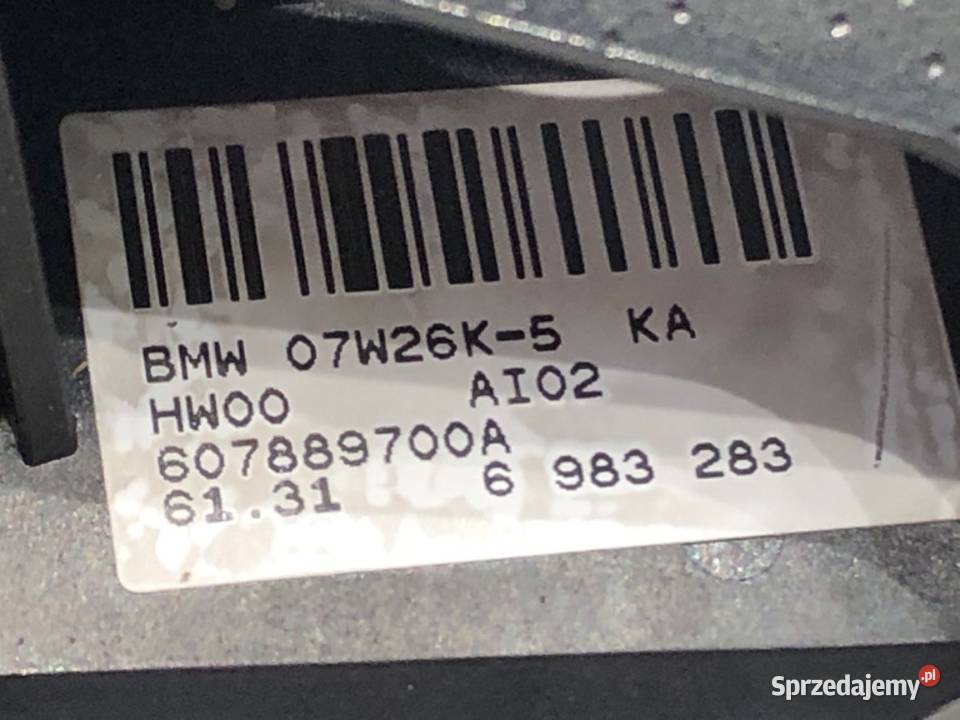 BMW 07W26K-5 KA
HW00 AI02
607889700A
61.31 6 983 283
Sprzedajemy.pl